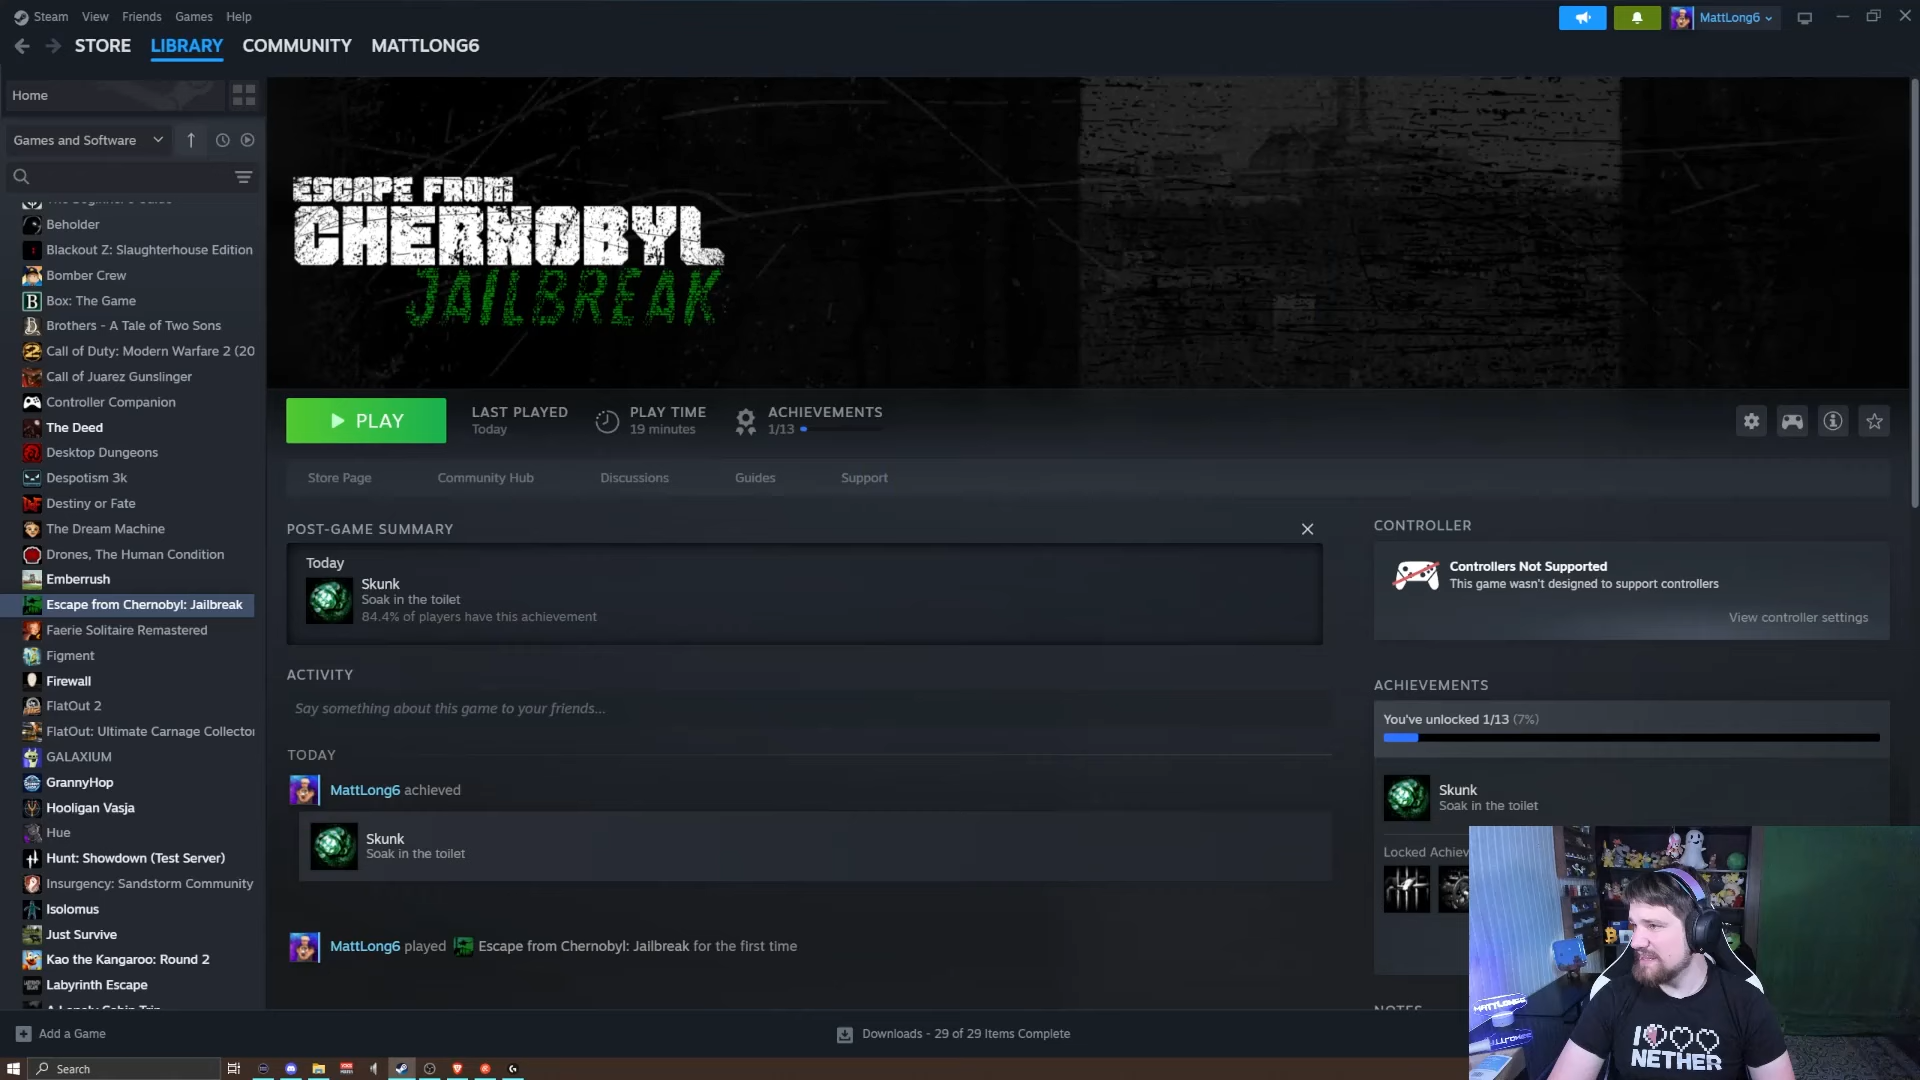 Steam View Friends Games Help
MattLong6
STORE LIBRARY COMMUNITY MATTLONG6
Home
Games and Software
Beholder
Blackout Z: Slaughterhouse Edition
Bomber Crew
Box: The Game
Brothers - A Tale of Two Sons
Call of Duty: Modern Warfare 2 (20
Call of Juarez Gunslinger
Controller Companion
The Deed
Desktop Dungeons
Despotism 3k
Destiny or Fate
The Dream Machine
Drones, The Human Condition
Emberrush
Escape from Chernobyl: Jailbreak
Faerie Solitaire Remastered
Figment
Firewall
FlatOut 2
FlatOut: Ultimate Carnage Collector
GALAXIUM
GrannyHop
Hooligan Vasja
Hue
Hunt: Showdown (Test Server)
Insurgency: Sandstorm Community
Isolomus
Just Survive
Kao the Kangaroo: Round 2
Labyrinth Escape
Add a Game
ESCAPE FROM
CHERNOBYL
JAILBREAK
PLAY
LAST PLAYED
Today
PLAY TIME
19 minutes
ACHIEVEMENTS
1/13
Store Page Community Hub Discussions Guides Support
POST-GAME SUMMARY
Today
Skunk
Soak in the toilet
84.4% of players have this achievement
ACTIVITY
Say something about this game to your friends...
TODAY
MattLong6 achieved
Skunk
Soak in the toilet
MattLong6 played Escape from Chernobyl: Jailbreak for the first time
CONTROLLER
Controllers Not Supported
This game wasn't designed to support controllers
View controller settings
ACHIEVEMENTS
You've unlocked 1/13 (7%)
Skunk
Soak in the toilet
Locked Achiev
I
NETHER
Downloads - 29 of 29 Items Complete
Search